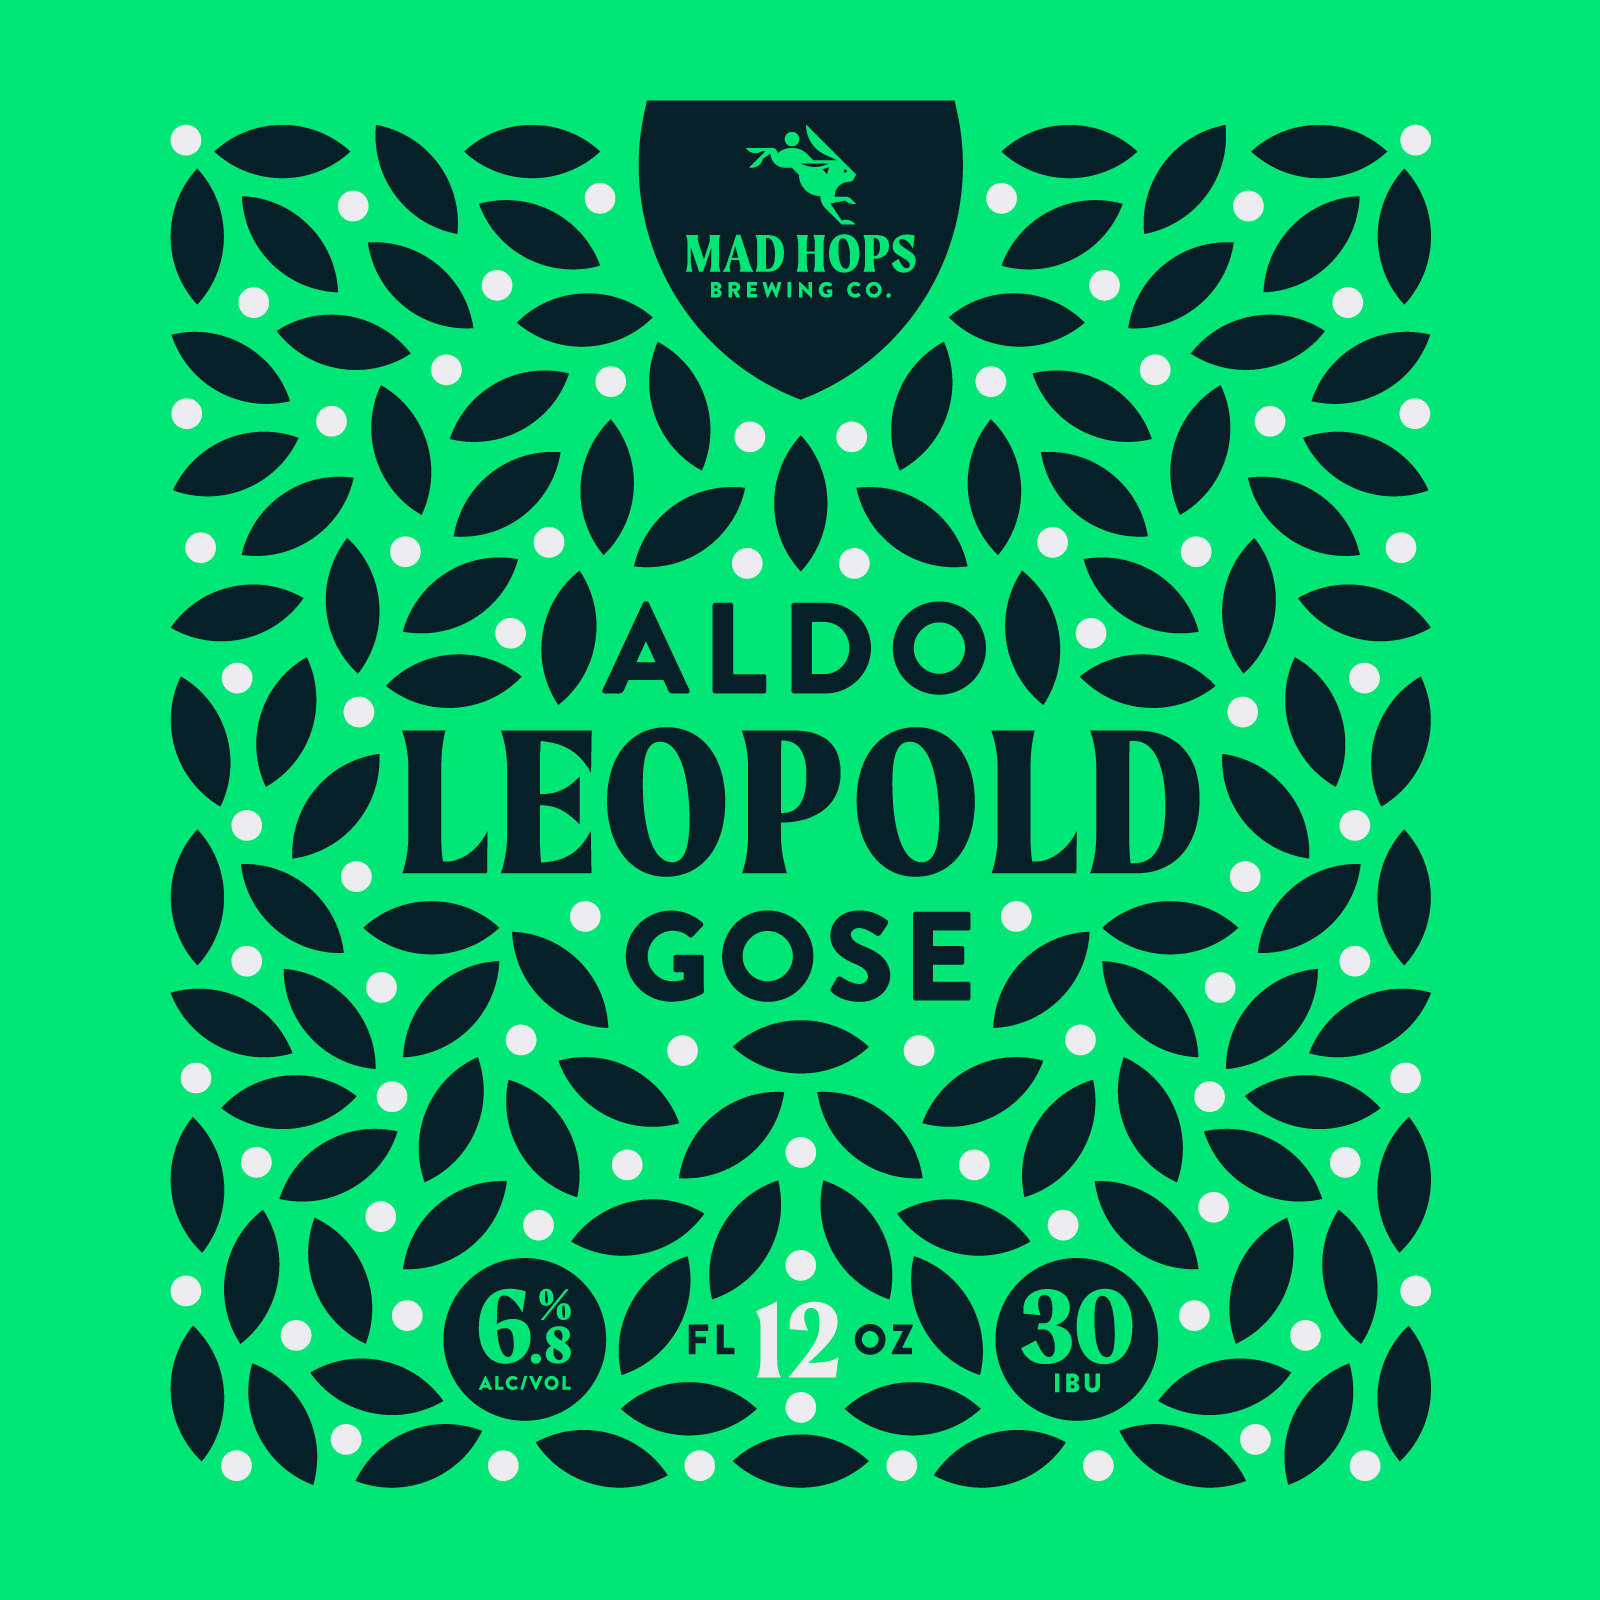 MAD HOPS
BREWING CO.
ALDO
LEOPOLD
GOSE
6.8%
ALC/VOL
FL 12 OZ
30
IBU